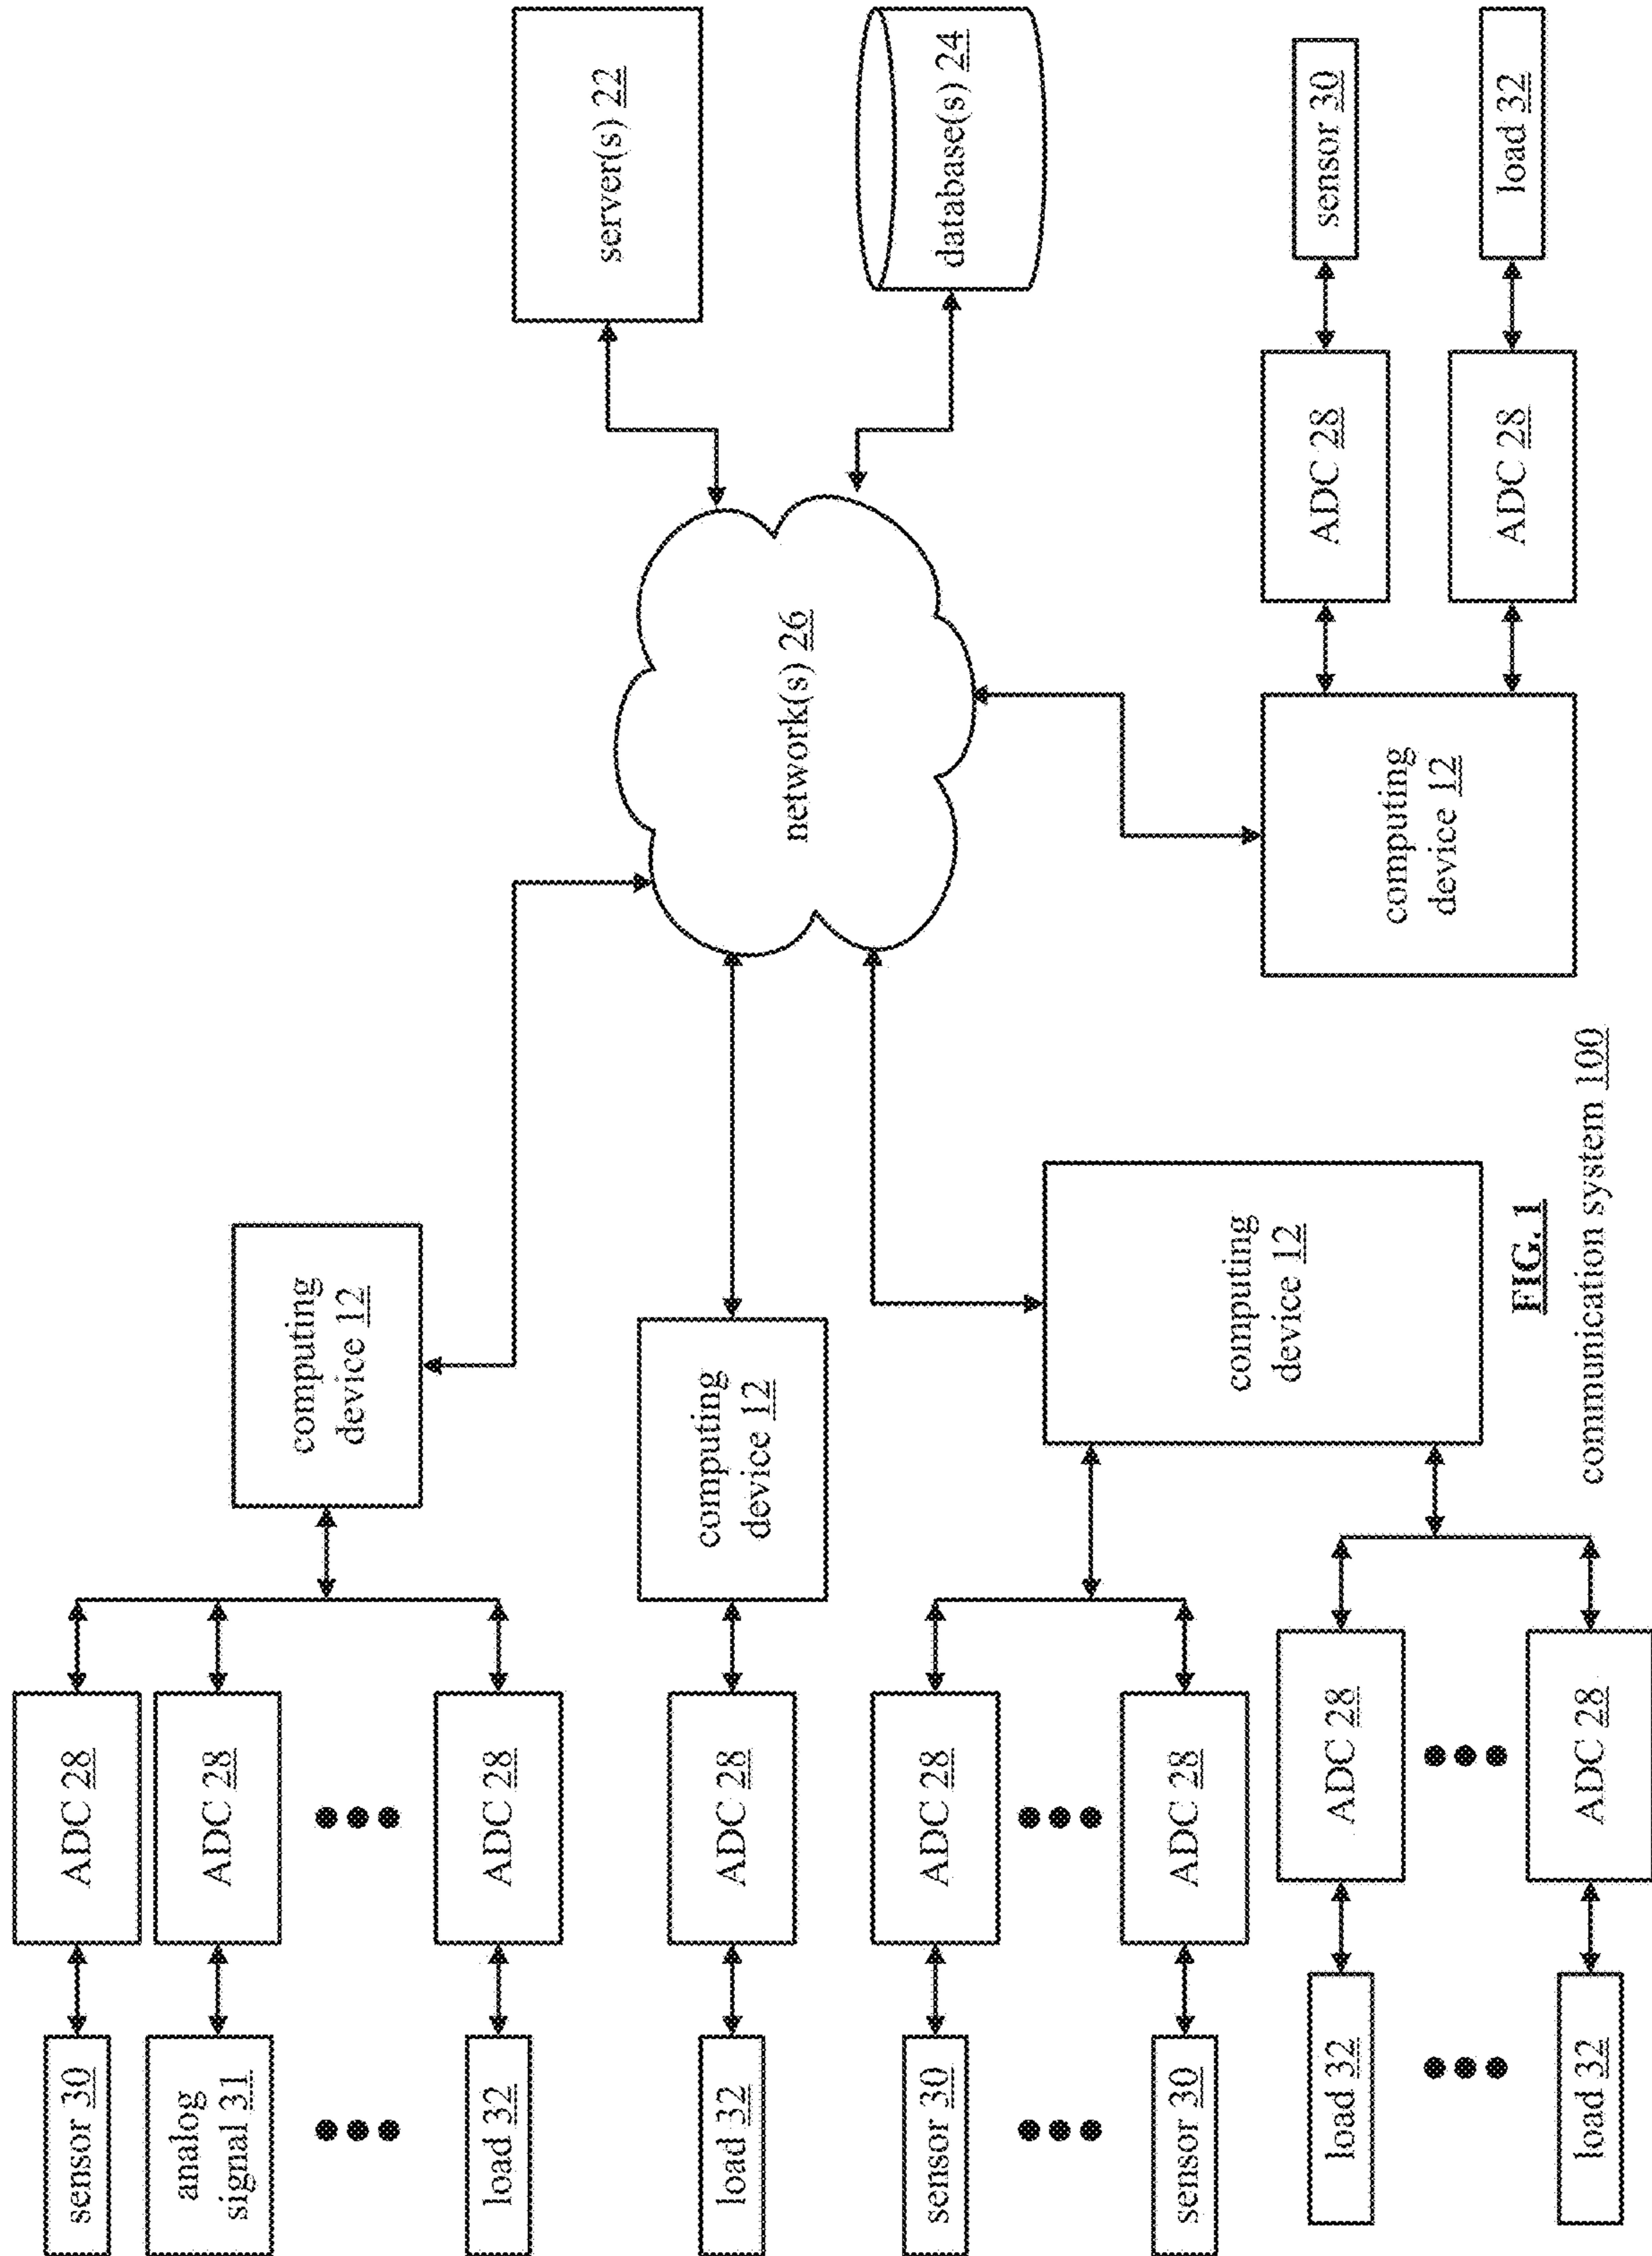 sensor 30
ADC 28
analog
signal 31
ADC 28
computing
device 12
load 32
ADC 28
server(s) 22
load 32
ADC 28
computing
device 12
network(s) 26
database(s) 24
sensor 30
ADC 28
sensor 30
ADC 28
computing
device 12
load 32
ADC 28
load 32
ADC 28
computing
device 12
ADC 28
sensor 30
ADC 28
load 32
FIG. 1
communication system 100